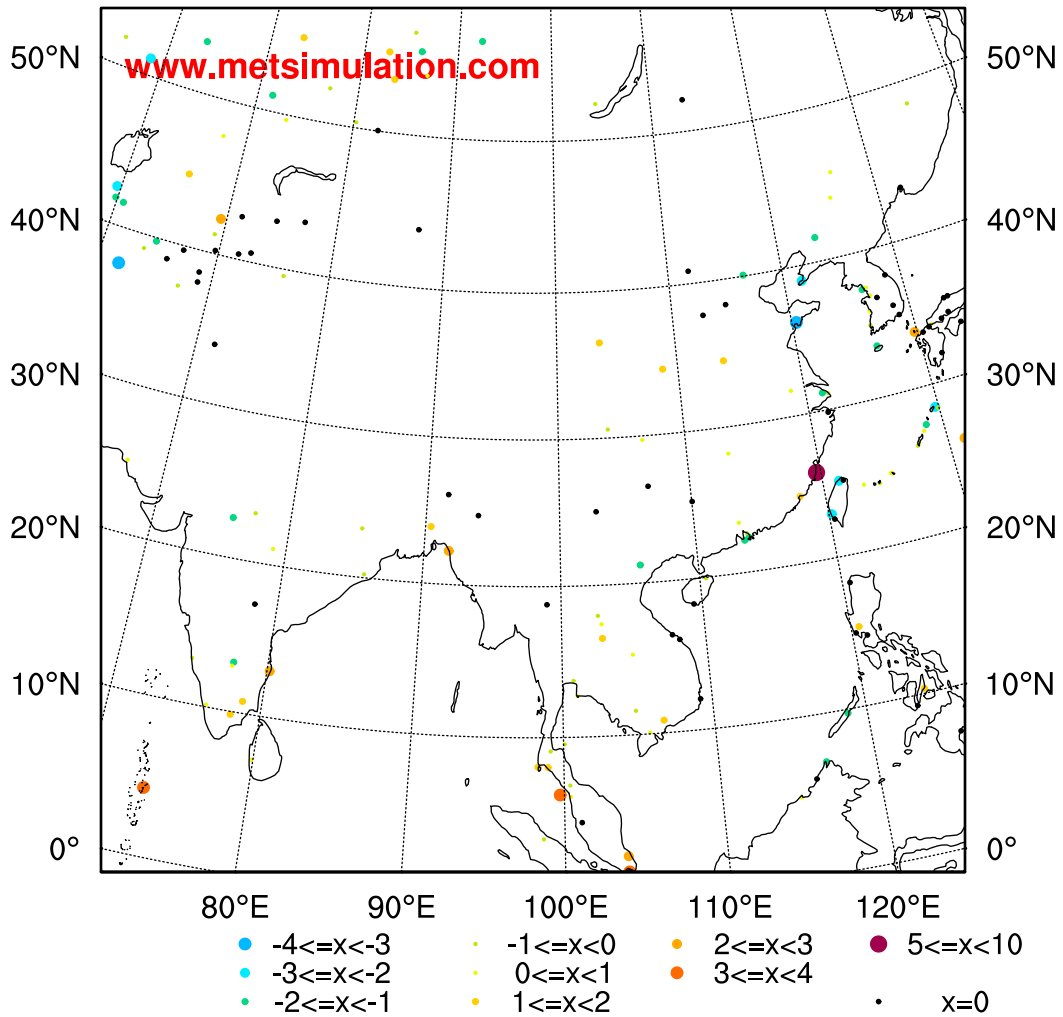 50°N 50°N
www.metsimulation.com
40°N 40°N
30°N 30°N
20°N 20°N
10°N 10°N
0° 0°
80°E 90°E 100°E 110°E 120°E
-4<=x<-3 -1<=x<0 2<=x<3 5<=x<10
-3<=x<-2 0<=x<1 3<=x<4
-2<=x<-1 1<=x<2 x=0